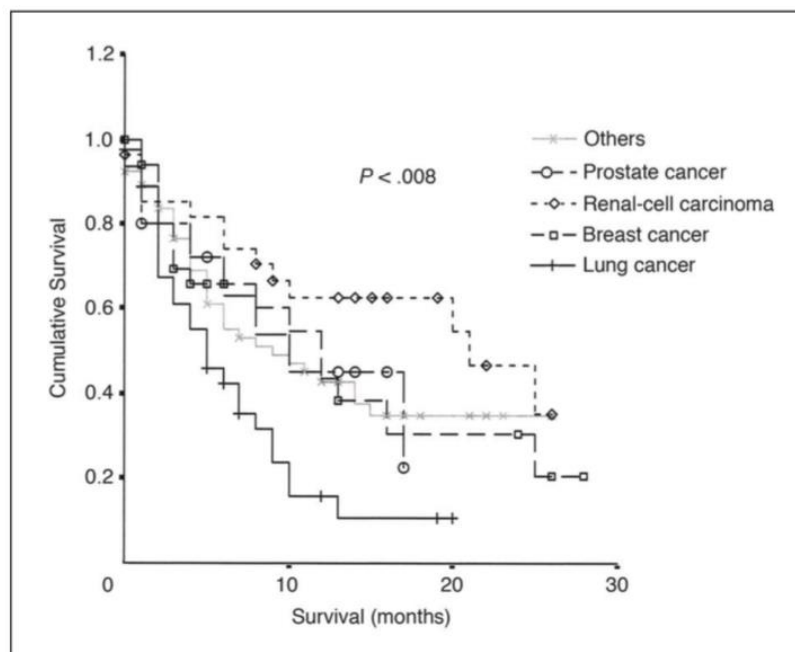 1.2
1.0
0.8
0.6
0.4
0.2
0
10
20
30
Cumulative Survival
Survival (months)
P < .008
Others
Prostate cancer
Renal-cell carcinoma
Breast cancer
Lung cancer